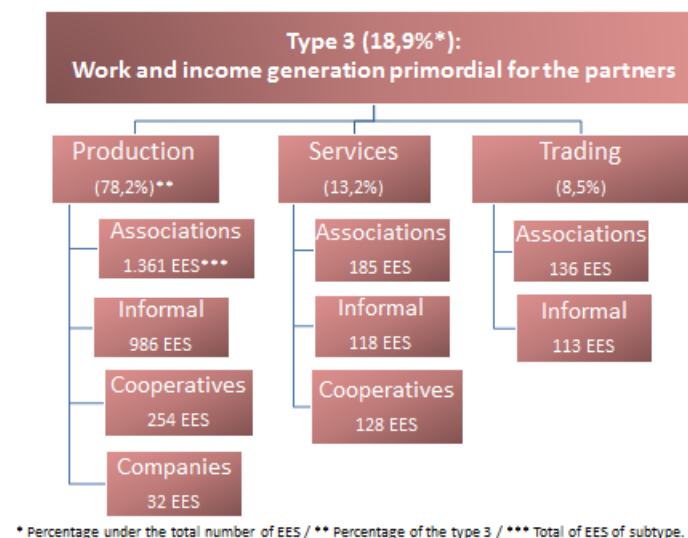 Type 3 (18,9%*):
Work and income generation primordial for the partners
Production
(78,2%)**
Services
(13,2%)
Trading
(8,5%)
Associations
1.361 EES***
Informal
986 EES
Cooperatives
254 EES
Companies
32 EES
Associations
185 EES
Informal
118 EES
Cooperatives
128 EES
Associations
136 EES
Informal
113 EES
* Percentage under the total number of EES / ** Percentage of the type 3 / *** Total of EES of subtype.